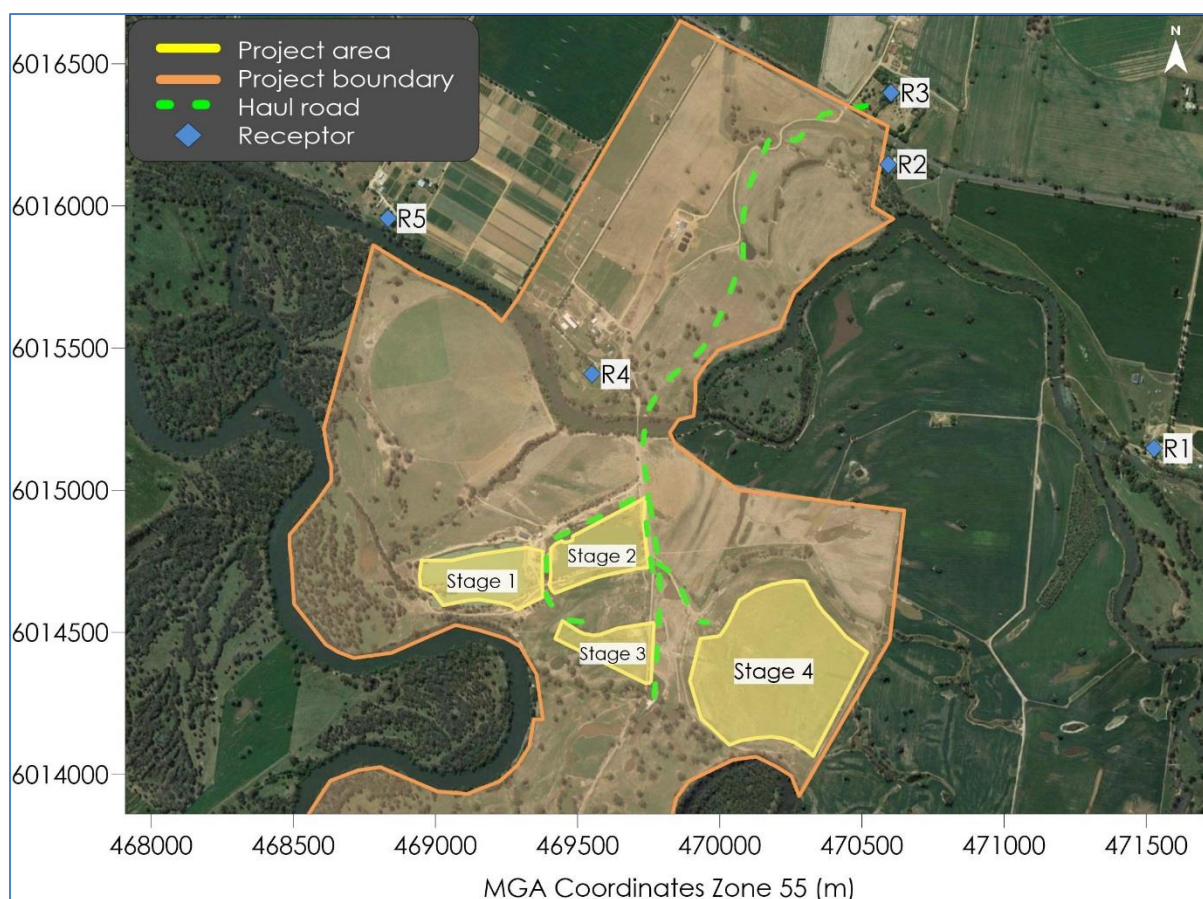 Project area
Project boundary
Haul road
Receptor
N
6016500
6016000
6015500
6015000
6014500
6014000
R3
R2
R5
R4
R1
Stage 1
Stage 2
Stage 3
Stage 4
468000 468500 469000 469500 470000 470500 471000 471500
MGA Coordinates Zone 55 (m)